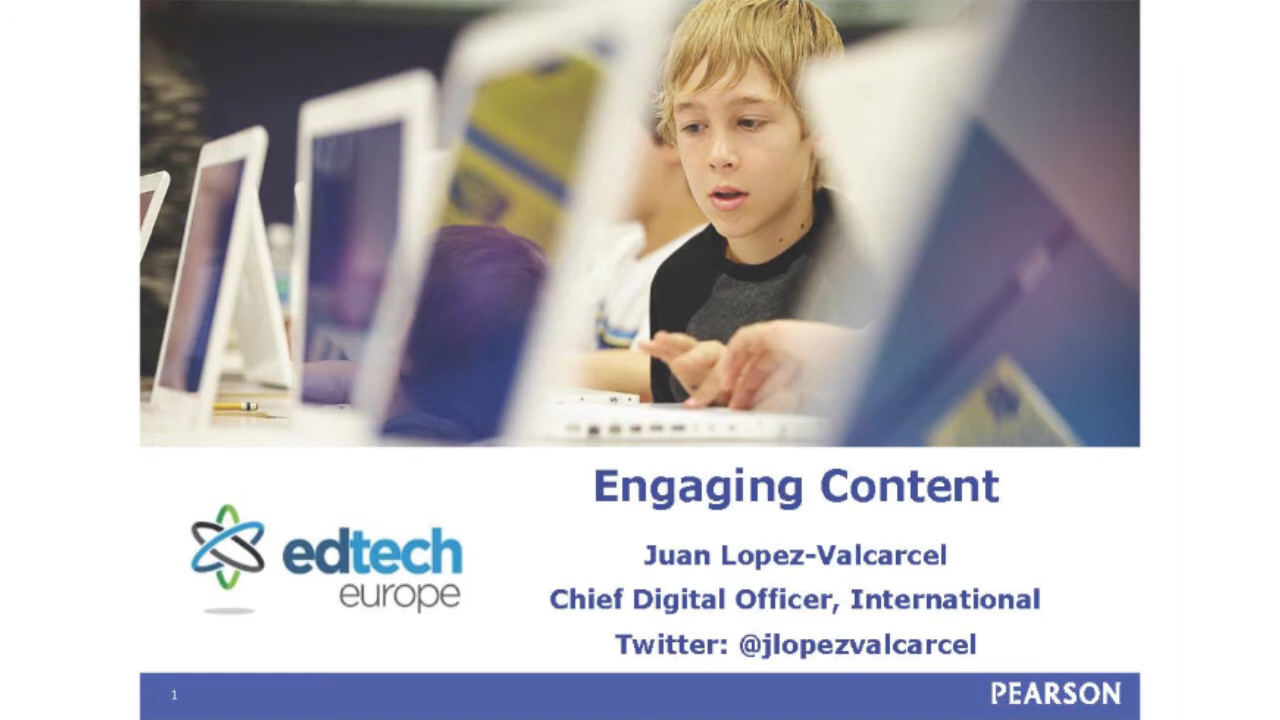 Engaging Content
edtech
europe
Juan Lopez-Valcarcel
Chief Digital Officer, International
Twitter: @jlopezvalcarcel
1
PEARSON